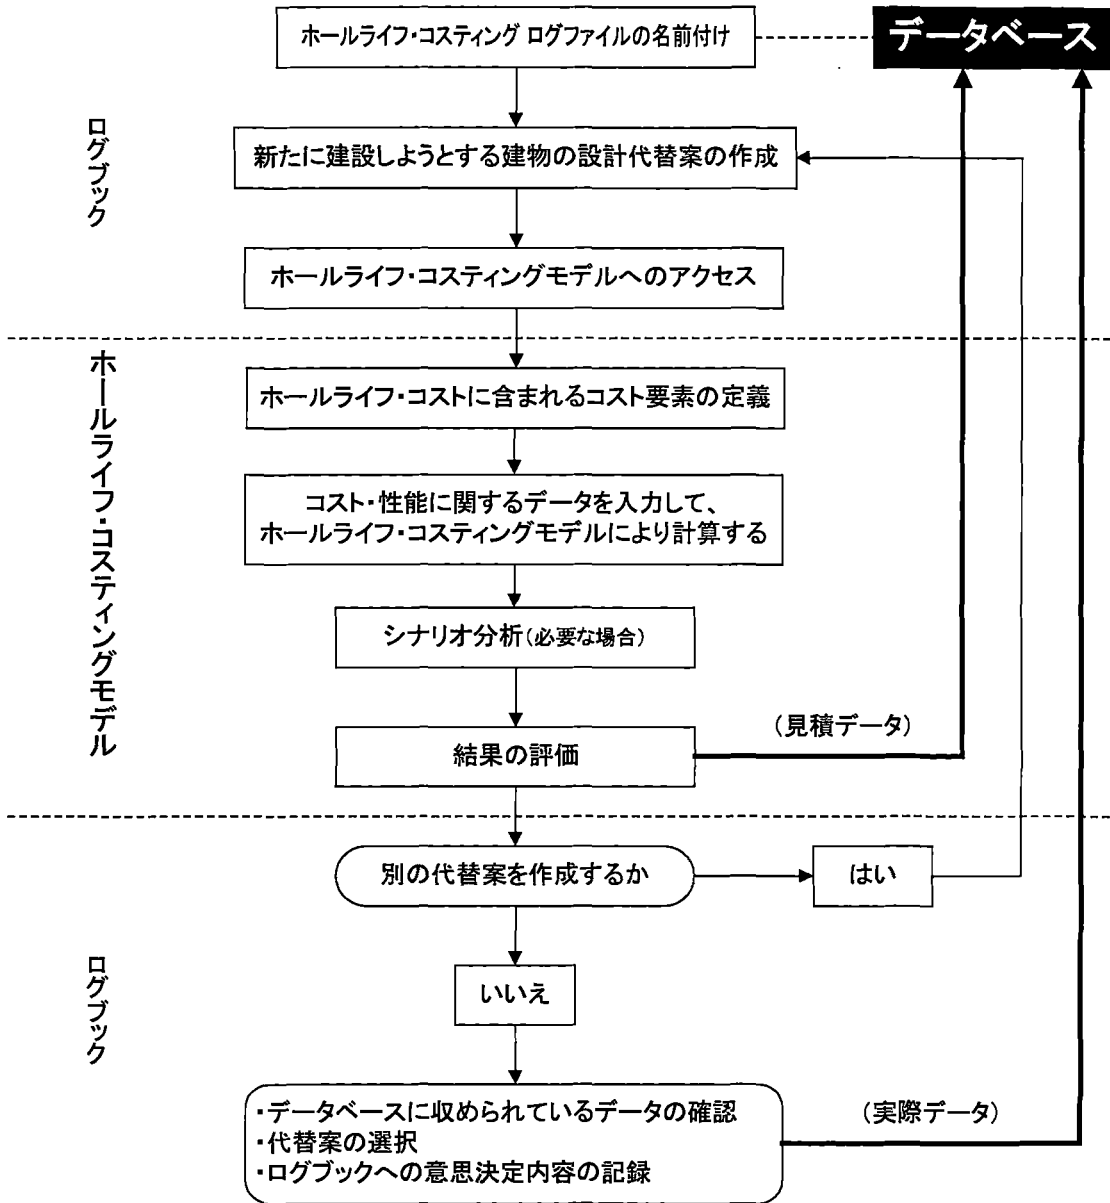 ホールライフ・コスティング ログファイルの名前付け
データベース
ログブック
新たに建設しようとする建物の設計代替案の作成
ホールライフ・コスティングモデルへのアクセス
ホールライフ・コスティングモデル
ホールライフ・コストに含まれるコスト要素の定義
コスト・性能に関するデータを入力して、
ホールライフ・コスティングモデルにより計算する
シナリオ分析(必要な場合)
結果の評価
(見積データ)
別の代替案を作成するか
はい
ログブック
いいえ
・データベースに収められているデータの確認
・代替案の選択
・ログブックへの意思決定内容の記録
(実際データ)